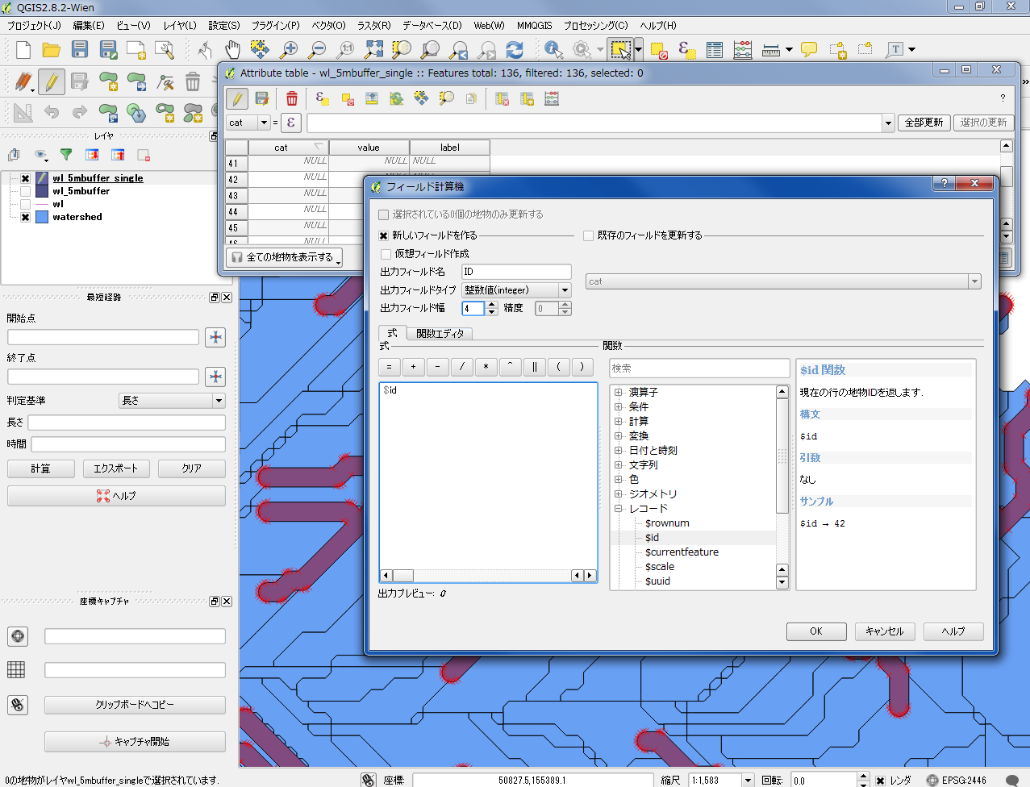 QGIS2.8.2-Wien
プロジェクト(J) 編集(E) ビュー(V) レイヤ(L) 設定(S) プラグイン(P) ベクタ(O) ラスタ(R) データベース(D) Web(W) MMQGIS プロセッシング(C) ヘルプ(H)
Attribute table - wl_5mbuffer_single :: Features total: 136, filtered: 136, selected: 0
cat = ε 全部更新 選択の更新
cat value label
41 NULL NULL NULL
42 NULL
43 NULL
44 NULL
45 NULL
全ての地物を表示する
レイヤ
wl_5mbuffer_single
wl_5mbuffer
wl
watershed
最短経路
開始点
終了点
判定基準 長さ
長さ
時間
計算 エクスポート クリア
ヘルプ
座標キャプチャ
クリップボードへコピー
キャプチャ開始
フィールド計算機
選択されている0個の地物のみ更新する
新しいフィールドを作る 既存のフィールドを更新する
仮想フィールド作成
出力フィールド名 ID
出力フィールドタイプ 整数値(integer) cat
出力フィールド幅 4 精度 0
式 関数エディタ
式 関数
= + - / * ^ || ( )
$id
出力プレビュー: 0
検索
演算子
条件
計算
変換
日付と時刻
文字列
色
ジオメトリ
レコード
$rownum
$id
$currentfeature
$scale
$uuid
$id 関数
現在の行の地物IDを返します.
構文
$id
引数
なし
サンプル
$id → 42
OK キャンセル ヘルプ
0の地物がレイヤwl_5mbuffer_singleで選択されています. 座標: 50827.5,155389.1 縮尺 1:1,583 回転: 0.0 レンダ EPSG:2446